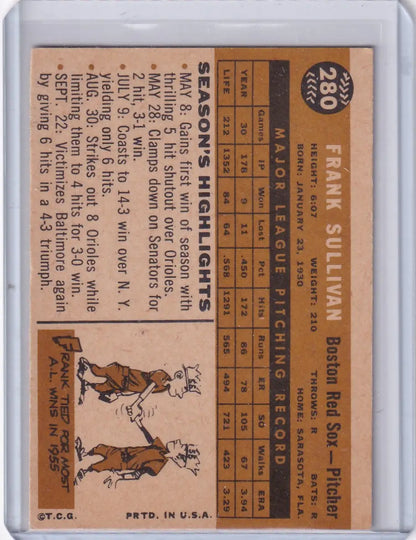 280
FRANK SULLIVAN
Boston Red Sox—Pitcher
HEIGHT: 6:07 WEIGHT: 210 THROWS: R BATS: R
BORN: JANUARY 23, 1930 HOME: SARASOTA, FLA.
MAJOR LEAGUE PITCHING RECORD
Games IP Won Lost Pct Hits Runs ER SO Walks ERA
YEAR 30 178 9 11 .450 172 86 78 105 67 3.94
LIFE 212 1352 84 64 .568 1291 565 494 721 423 3.29
SEASON'S HIGHLIGHTS
• MAY 8: Gains first win of season with
thrilling 5 hit shutout over Orioles.
• MAY 28: Clamps down on Senators for
2 hit, 3-1 win.
• JULY 9: Coasts to 14-3 win over N. Y.
yielding only 6 hits.
• AUG. 30: Strikes out 8 Orioles while
limiting them to 4 hits for 3-0 win.
• SEPT. 22: Victimizes Baltimore again
by giving 6 hits in a 4-3 triumph.
FRANK TIED FOR MOST
A.L. WINS IN 1955
©T.C.G. PRTD. IN U.S.A.